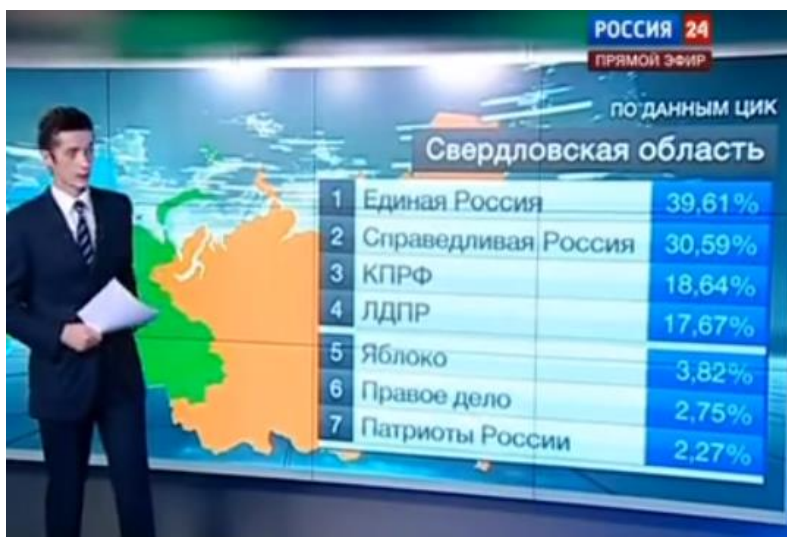 РОССИЯ 24
ПРЯМОЙ ЭФИР
ПО ДАННЫМ ЦИК
Свердловская область
1 Единая Россия 39,61%
2 Справедливая Россия 30,59%
3 КПРФ 18,64%
4 ЛДПР 17,67%
5 Яблоко 3,82%
6 Правое дело 2,75%
7 Патриоты России 2,27%